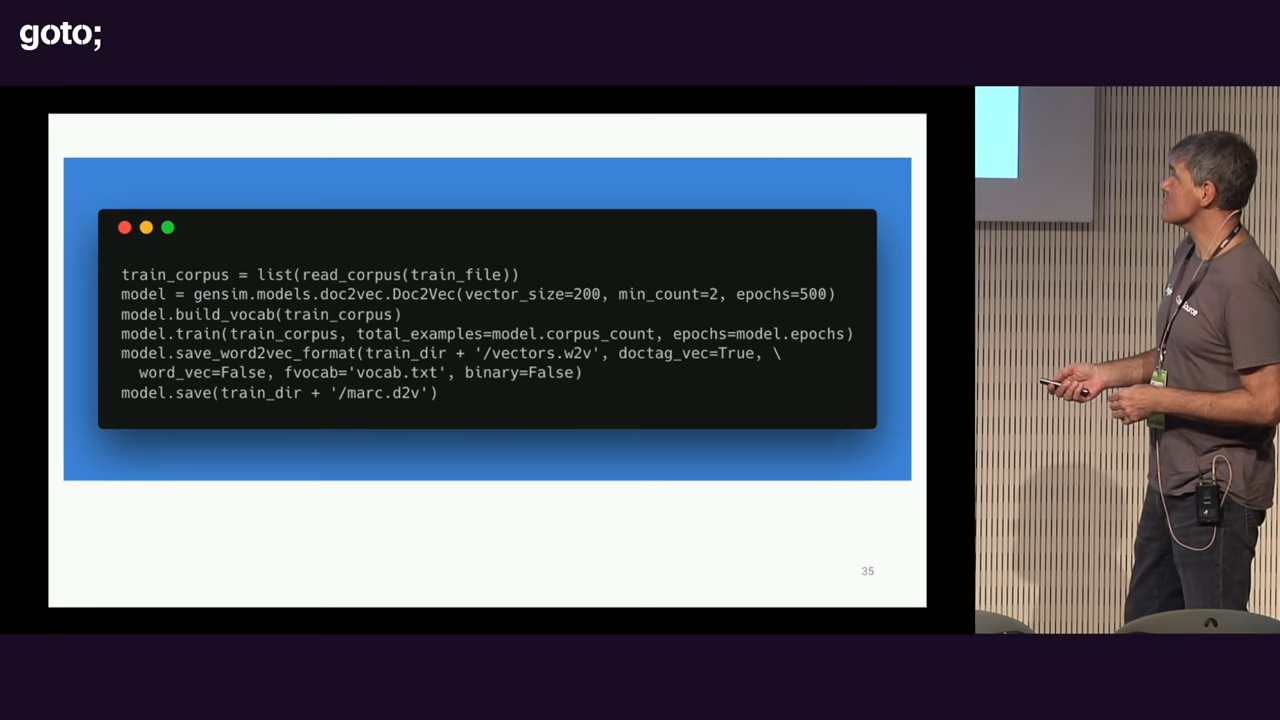 goto;
train_corpus = list(read_corpus(train_file))
model = gensim.models.doc2vec.Doc2Vec(vector_size=200, min_count=2, epochs=500)
model.build_vocab(train_corpus)
model.train(train_corpus, total_examples=model.corpus_count, epochs=model.epochs)
model.save_word2vec_format(train_dir + '/vectors.w2v', doctag_vec=True, \
word_vec=False, fvocab='vocab.txt', binary=False)
model.save(train_dir + '/marc.d2v')
35